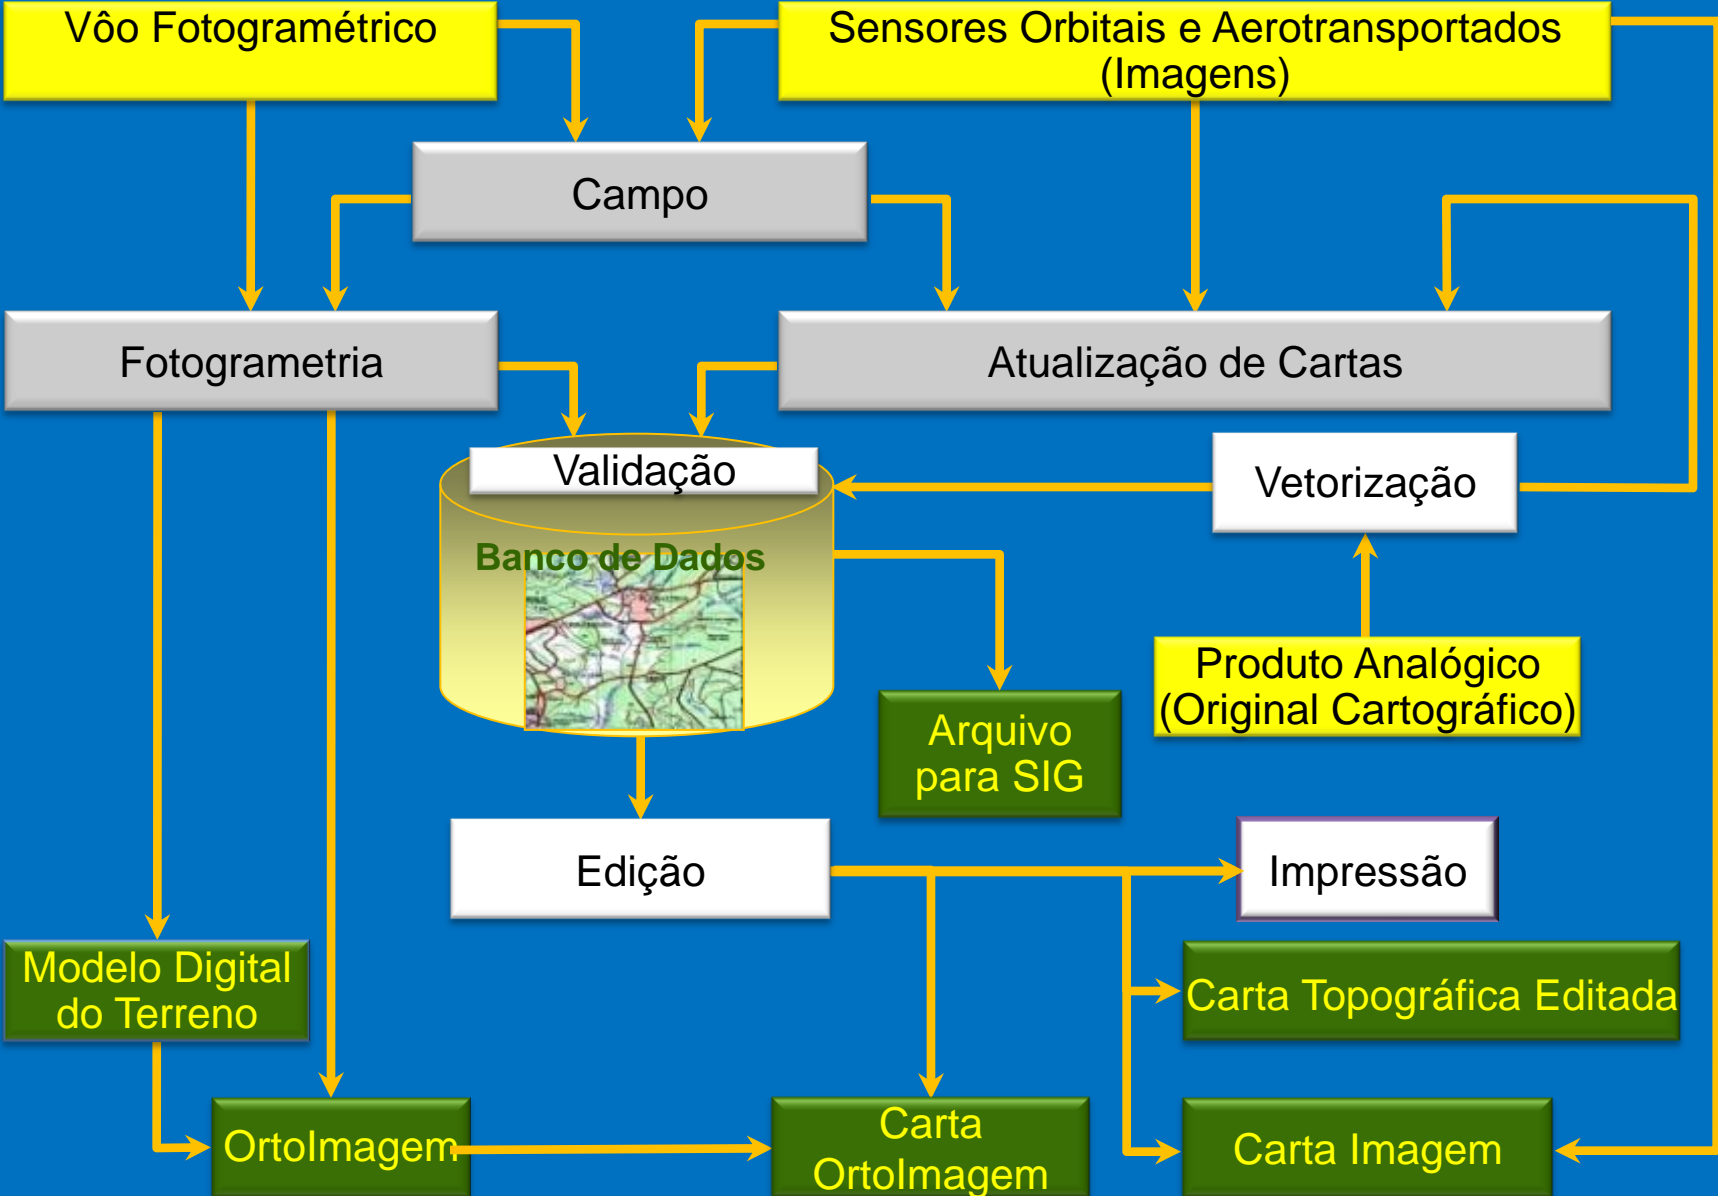 Vôo Fotogramétrico
Sensores Orbitais e Aerotransportados
(Imagens)
Campo
Fotogrametria
Atualização de Cartas
Validação
Vetorização
Banco de Dados
Produto Analógico
(Original Cartográfico)
Arquivo
para SIG
Edição
Impressão
Modelo Digital
do Terreno
Carta Topográfica Editada
OrtoImagem
Carta
OrtoImagem
Carta Imagem